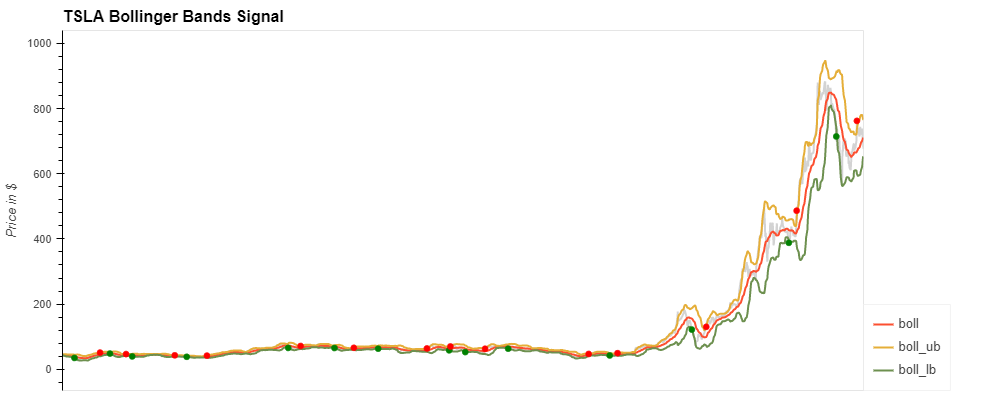 TSLA Bollinger Bands Signal
1000
800
600
400
200
0
Price in $
boll
boll_ub
boll_lb